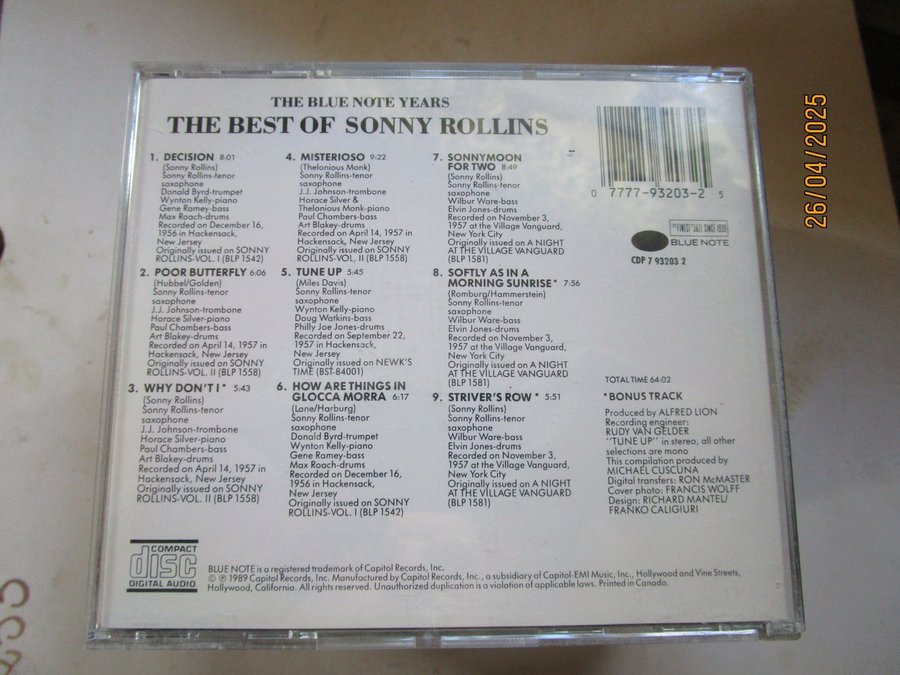 THE BLUE NOTE YEARS
THE BEST OF SONNY ROLLINS
1. DECISION 8:01
(Sonny Rollins)
Sonny Rollins-tenor
saxophone
Donald Byrd-trumpet
Wynton Kelly-piano
Gene Ramey-bass
Max Roach-drums
Recorded on December 16,
1956 in Hackensack,
New Jersey
Originally issued on SONNY
ROLLINS-VOL. I (BLP 1542)
2. POOR BUTTERFLY 6:06
(Hubbel/Golden)
Sonny Rollins-tenor
saxophone
J.J. Johnson-trombone
Horace Silver-piano
Paul Chambers-bass
Art Blakey-drums
Recorded on April 14, 1957 in
Hackensack, New Jersey
Originally issued on SONNY
ROLLINS-VOL. II (BLP 1558)
3. WHY DON'T I * 5:43
(Sonny Rollins)
Sonny Rollins-tenor
saxophone
J.J. Johnson-trombone
Horace Silver-piano
Paul Chambers-bass
Art Blakey-drums
Recorded on April 14, 1957 in
Hackensack, New Jersey
Originally issued on SONNY
ROLLINS-VOL. II (BLP 1558)
4. MISTERIOSO 9:22
(Thelonious Monk)
Sonny Rollins-tenor
saxophone
J.J. Johnson-trombone
Horace Silver &
Thelonious Monk-piano
Paul Chambers-bass
Art Blakey-drums
Recorded on April 14, 1957 in
Hackensack, New Jersey
Originally issued on SONNY
ROLLINS-VOL. II (BLP 1558)
5. TUNE UP 5:45
(Miles Davis)
Sonny Rollins-tenor
saxophone
Wynton Kelly-piano
Doug Watkins-bass
Philly Joe Jones-drums
Recorded on September 22,
1957 in Hackensack,
New Jersey
Originally issued on NEWK'S
TIME (BST-84001)
6. HOW ARE THINGS IN
GLOCCA MORRA 6:17
(Lane/Harburg)
Sonny Rollins-tenor
saxophone
Donald Byrd-trumpet
Wynton Kelly-piano
Gene Ramey-bass
Max Roach-drums
Recorded on December 16,
1956 in Hackensack,
New Jersey
Originally issued on SONNY
ROLLINS-VOL. I (BLP 1542)
7. SONNYMOON
FOR TWO 8:49
(Sonny Rollins)
Sonny Rollins-tenor
saxophone
Wilbur Ware-bass
Elvin Jones-drums
Recorded on November 3,
1957 at the Village Vanguard,
New York City
Originally issued on A NIGHT
AT THE VILLAGE VANGUARD
(BLP 1581)
8. SOFTLY AS IN A
MORNING SUNRISE * 7:56
(Romburg/Hammerstein)
Sonny Rollins-tenor
saxophone
Wilbur Ware-bass
Elvin Jones-drums
Recorded on November 3,
1957 at the Village Vanguard,
New York City
Originally issued on A NIGHT
AT THE VILLAGE VANGUARD
(BLP 1581)
9. STRIVER'S ROW * 5:51
(Sonny Rollins)
Sonny Rollins-tenor
saxophone
Wilbur Ware-bass
Elvin Jones-drums
Recorded on November 3,
1957 at the Village Vanguard,
New York City
Originally issued on A NIGHT
AT THE VILLAGE VANGUARD
(BLP 1581)
0 77777-93203-2 5
THE FINEST IN JAZZ SINCE 1939
BLUE NOTE
CDP 7 93203 2
TOTAL TIME 64:02
*BONUS TRACK
Produced by ALFRED LION
Recording engineer:
RUDY VAN GELDER
"TUNE UP" in stereo, all other
selections are mono
This compilation produced by
MICHAEL CUSCUNA
Digital transfers: RON McMASTER
Cover photo: FRANCIS WOLFF
Design: RICHARD MANTEL/
FRANKO CALIGIURI
COMPACT
disc
DIGITAL AUDIO
BLUE NOTE is a registered trademark of Capitol Records, Inc.
© ℗ 1989 Capitol Records, Inc. Manufactured by Capitol Records, Inc., a subsidiary of Capitol-EMI Music, Inc., Hollywood and Vine Streets,
Hollywood, California. All rights reserved. Unauthorized duplication is a violation of applicable laws. Printed in Canada.
26/04/2025